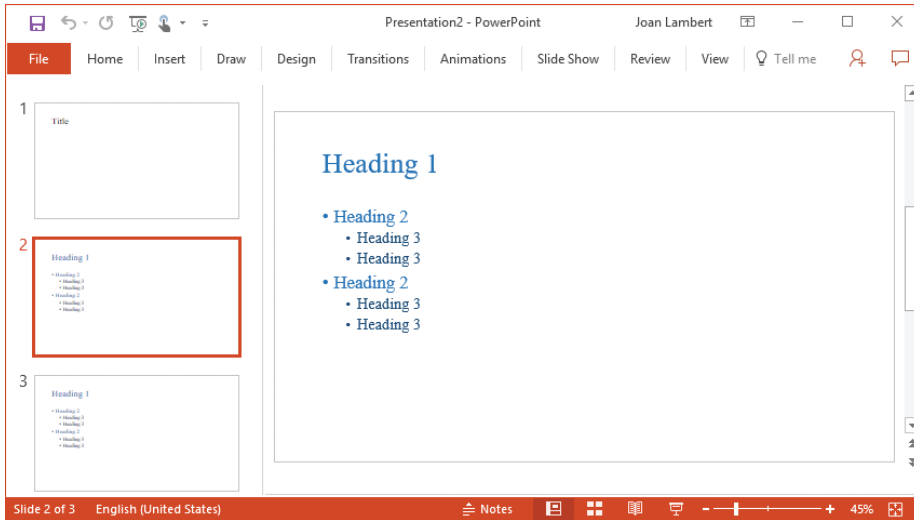 Presentation2 - PowerPoint Joan Lambert
File Home Insert Draw Design Transitions Animations Slide Show Review View Tell me
1
Title
2
Heading 1
• Heading 2
• Heading 3
• Heading 3
• Heading 2
• Heading 3
• Heading 3
3
Heading 1
• Heading 2
• Heading 3
• Heading 3
• Heading 2
• Heading 3
• Heading 3
Heading 1
• Heading 2
• Heading 3
• Heading 3
• Heading 2
• Heading 3
• Heading 3
Slide 2 of 3 English (United States) Notes - + 45%